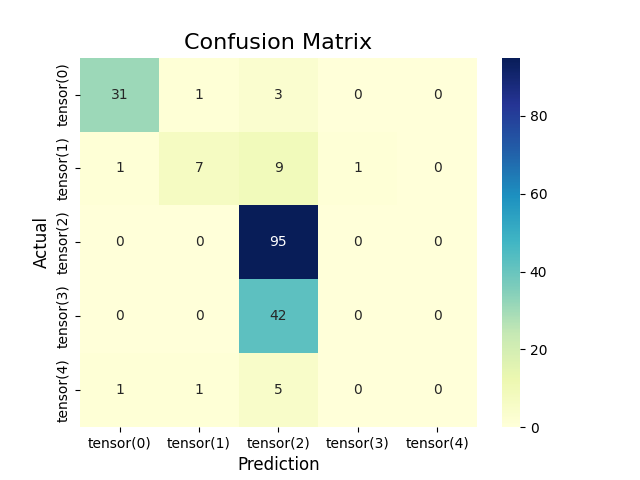 Confusion Matrix
tensor(0) 31 1 3 0 0
tensor(1) 1 7 9 1 0
tensor(2) 0 0 95 0 0
tensor(3) 0 0 42 0 0
tensor(4) 1 1 5 0 0
tensor(0) tensor(1) tensor(2) tensor(3) tensor(4)
Prediction
Actual
80
60
40
20
0